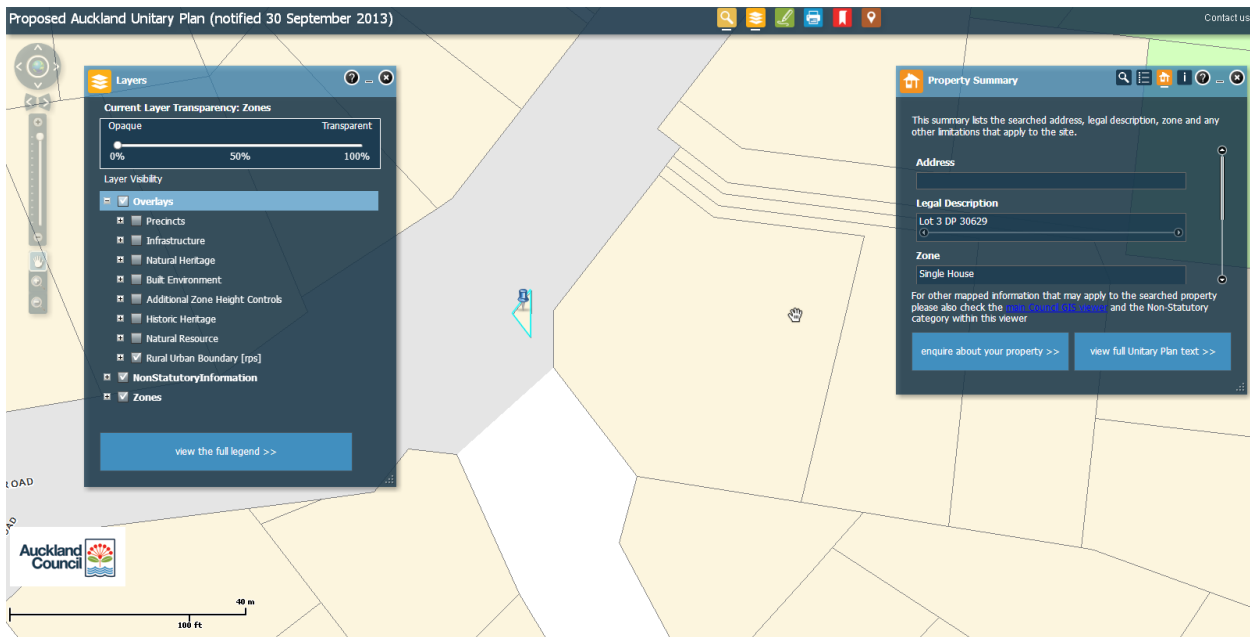 Proposed Auckland Unitary Plan (notified 30 September 2013)
Contact us
Layers
Current Layer Transparency: Zones
Opaque
Transparent
0%
50%
100%
Layer Visibility
Overlays
Precincts
Infrastructure
Natural Heritage
Built Environment
Additional Zone Height Controls
Historic Heritage
Natural Resource
Rural Urban Boundary [rps]
NonStatutoryInformation
Zones
view the full legend >>
Property Summary
This summary lists the searched address, legal description, zone and any
other limitations that apply to the site.
Address
Legal Description
Lot 3 DP 30629
Zone
Single House
For other mapped information that may apply to the searched property
please also check the main Council GIS viewer and the Non-Statutory
category within this viewer
enquire about your property >>
view full Unitary Plan text >>
OAD
OAD
Auckland
Council
40 m
100 ft